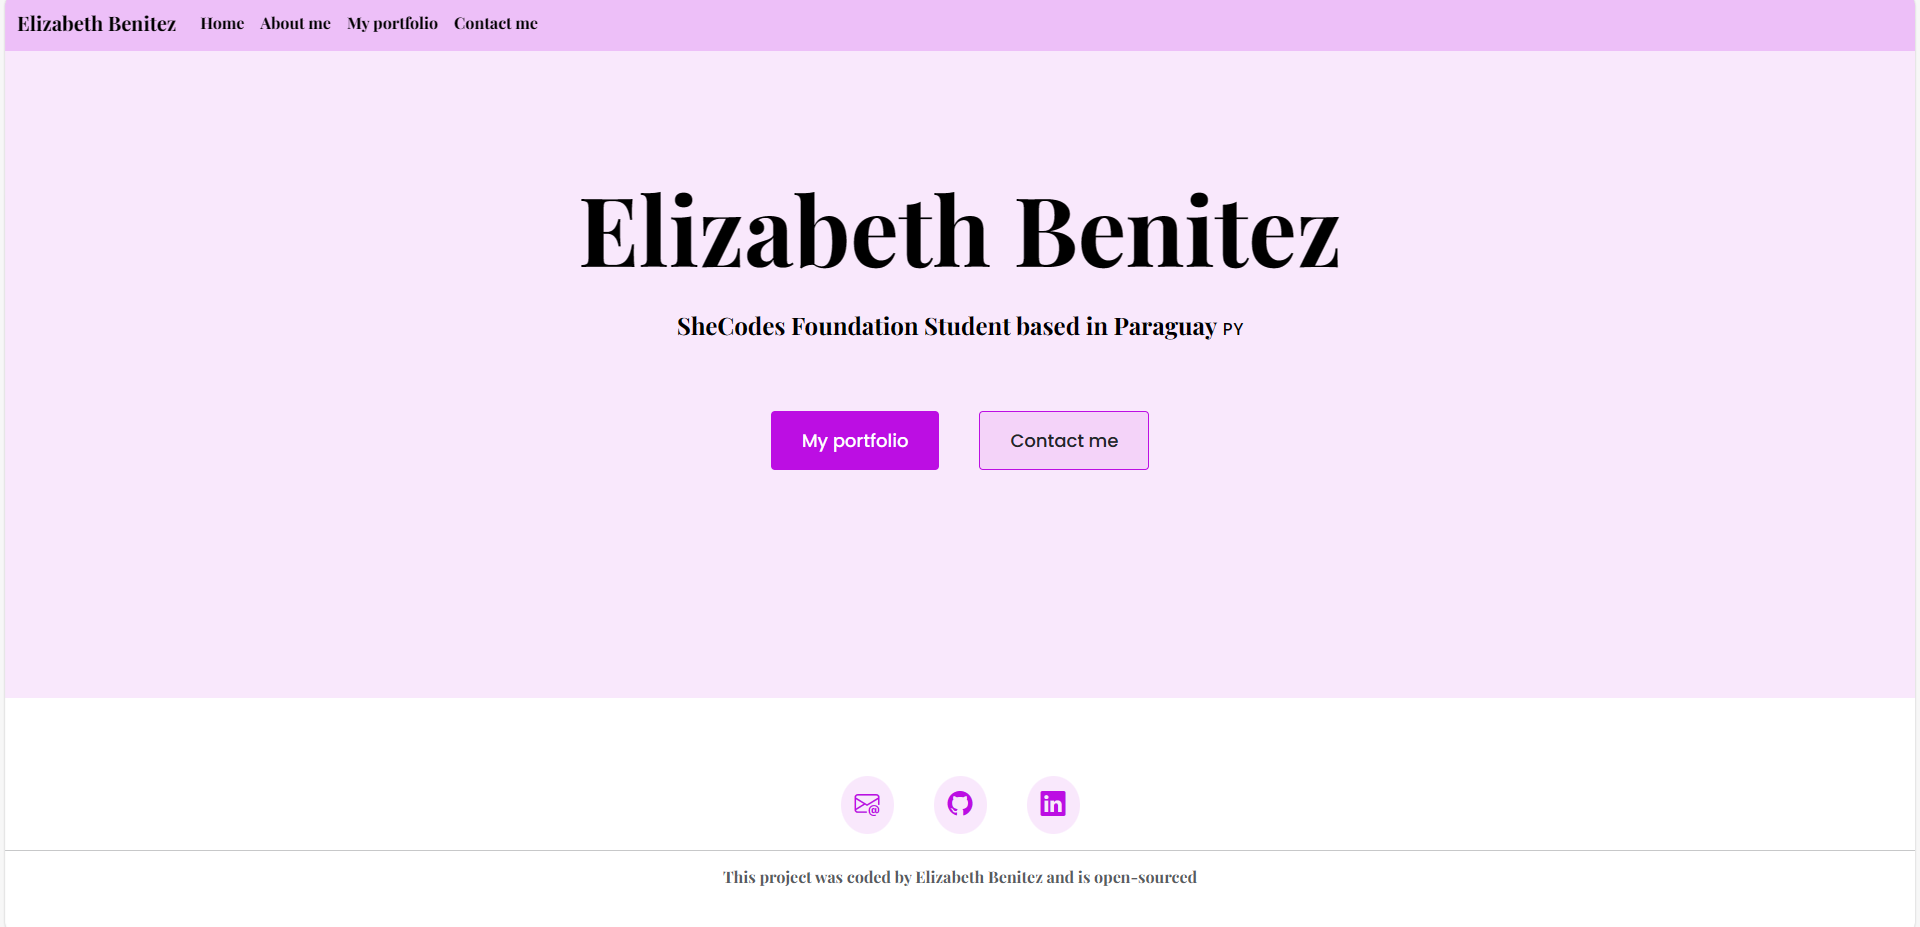 Elizabeth Benitez Home About me My portfolio Contact me
Elizabeth Benitez
SheCodes Foundation Student based in Paraguay PY
My portfolio Contact me
@
in
This project was coded by Elizabeth Benitez and is open-sourced